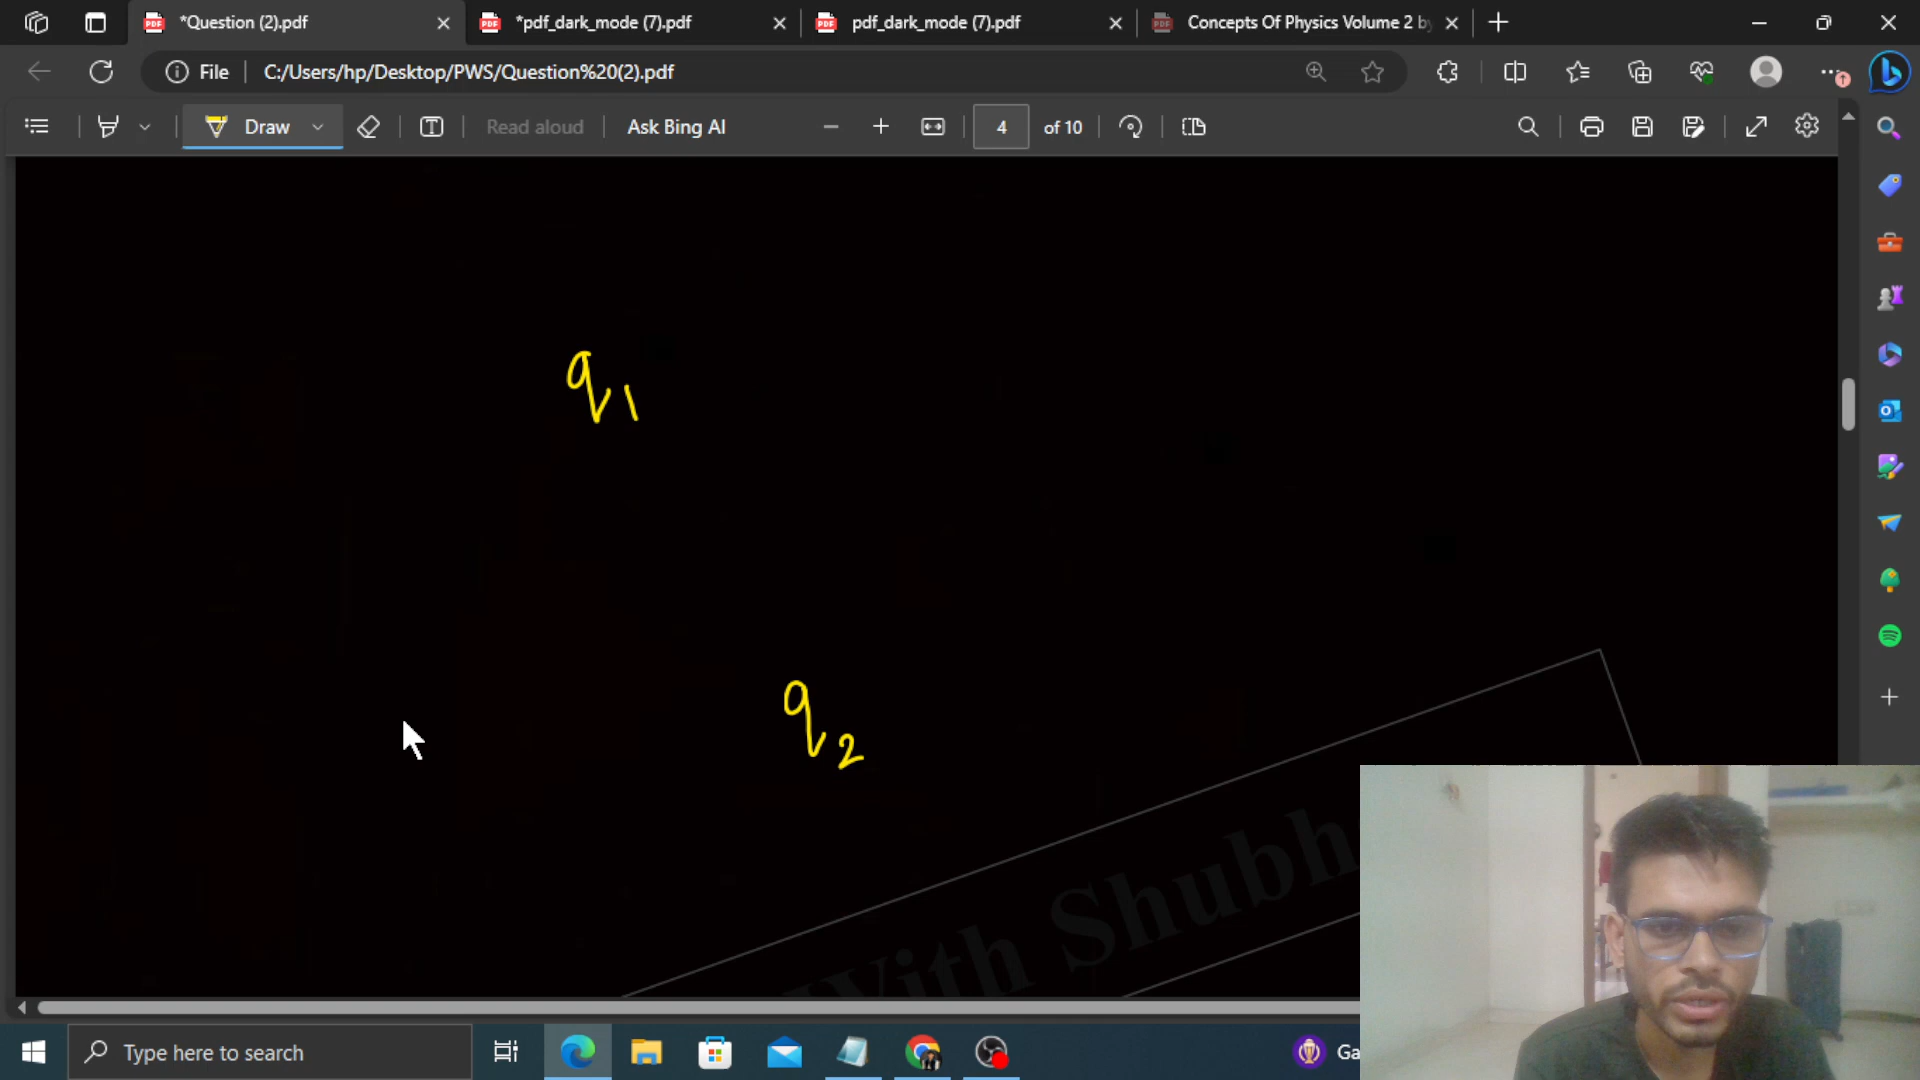 *Question (2).pdf
*pdf_dark_mode (7).pdf
pdf_dark_mode (7).pdf
Concepts Of Physics Volume 2 by
File
C:/Users/hp/Desktop/PWS/Question%20(2).pdf
Draw
Read aloud
Ask Bing AI
4
of 10
q1
q2
With Shubh
Type here to search
Ga